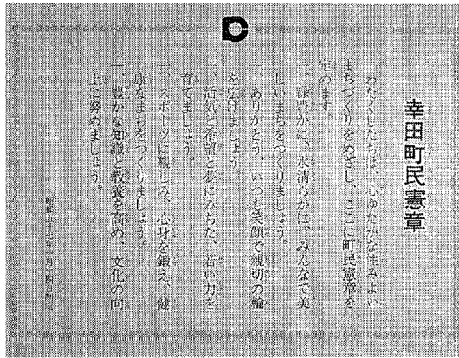 幸田町民憲章
わたくしたちは、心ゆたかな住みよい
まちづくりをめざし、ここに町民憲章を
定めます。
一、緑豊かに、水清らかに、みんなで美
しいまちをつくりましょう。
一、ありがとう、いつも笑顔で親切の輪
をひろげましょう。
一、活気と希望と夢にみちた、若い力を
育てましょう。
一、スポーツに親しみ、心身を鍛え、健
康なまちをつくりましょう。
一、豊かな知識と教養を高め、文化の向
上に努めましょう。